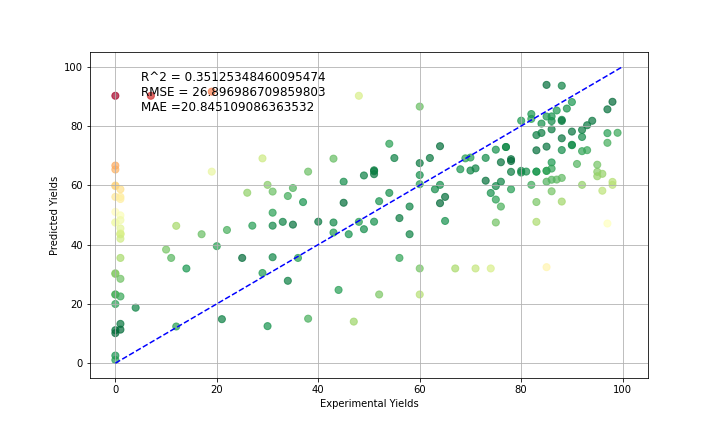 100
80
60
40
20
0
Predicted Yields
R^2 = 0.35125348460095474
RMSE = 26.896986709859803
MAE =20.845109086363532
0 20 40 60 80 100
Experimental Yields